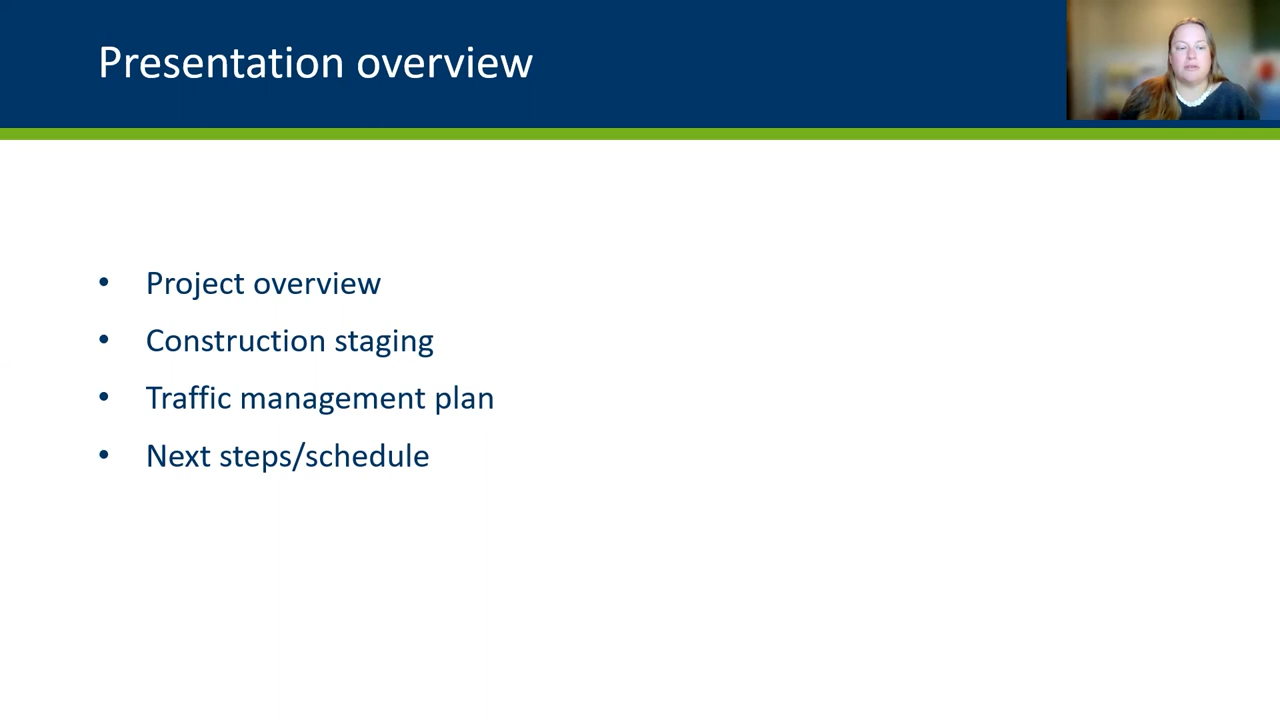 Presentation overview
• Project overview
• Construction staging
• Traffic management plan
• Next steps/schedule